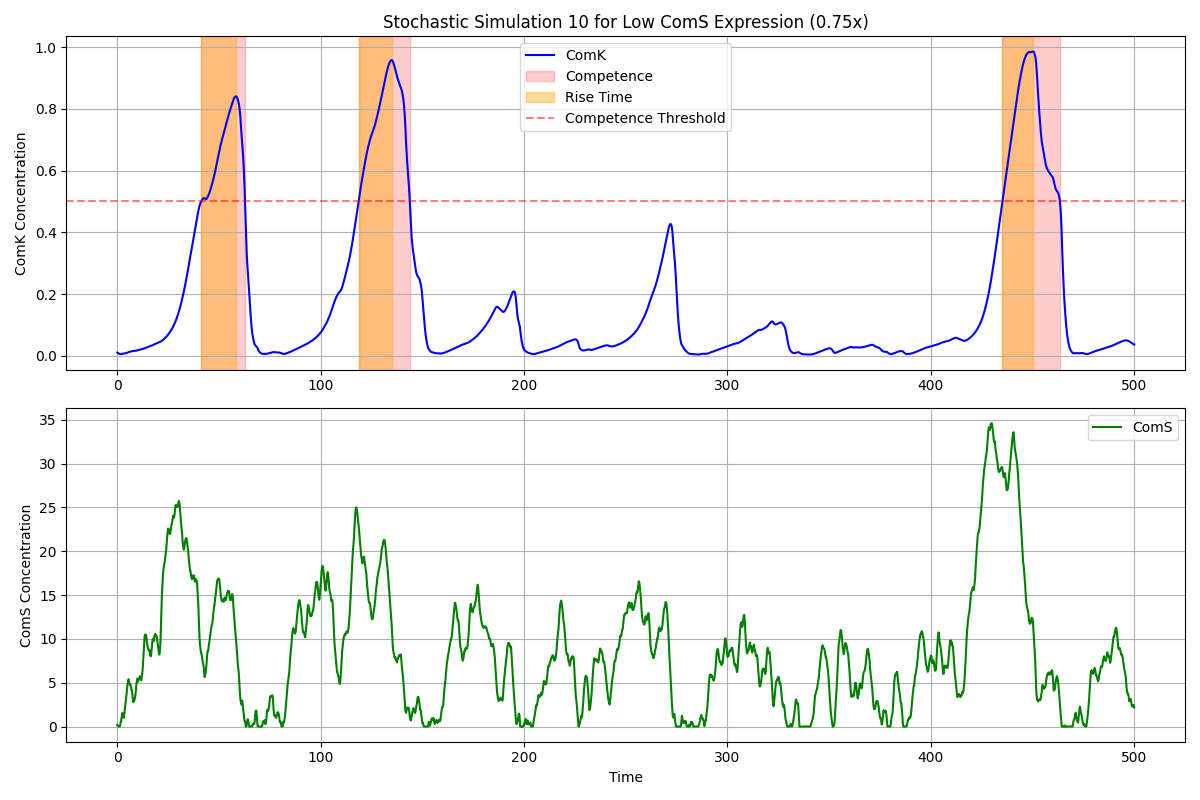 Stochastic Simulation 10 for Low ComS Expression (0.75x)
ComK
Competence
Rise Time
Competence Threshold
ComK Concentration
1.0
0.8
0.6
0.4
0.2
0.0
0 100 200 300 400 500
ComS
ComS Concentration
35
30
25
20
15
10
5
0
0 100 200 300 400 500
Time